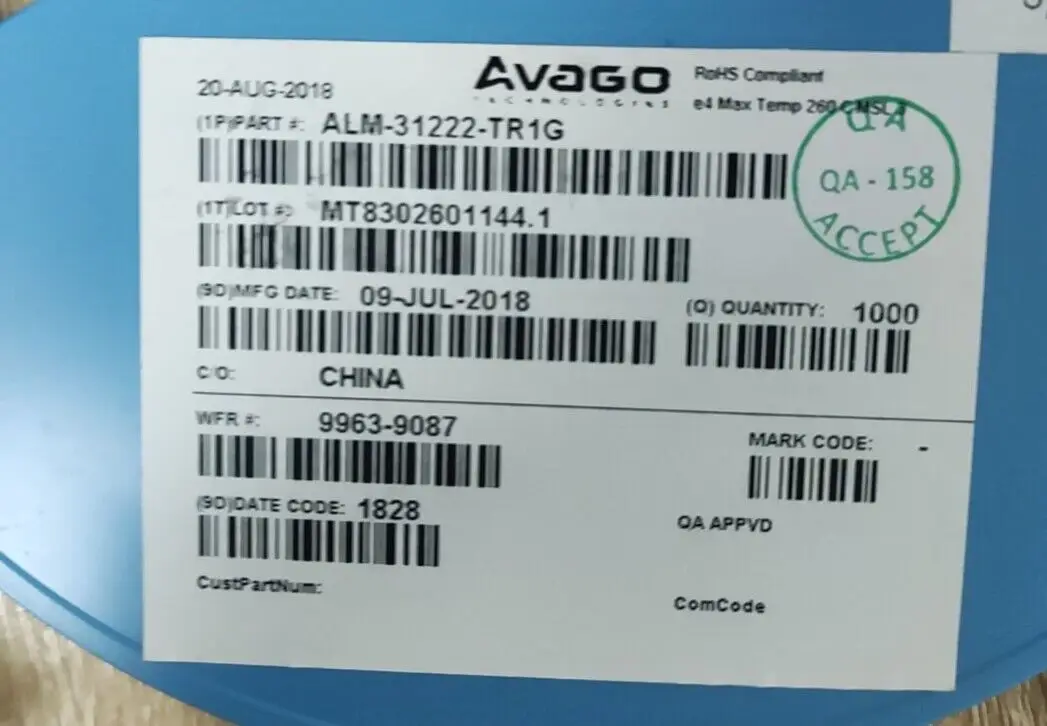 20-AUG-2018
AVAGO
TECHNOLOGIES
RoHS Compliant
e4 Max Temp 260 C MSL
(1P)PART #: ALM-31222-TR1G
QA
QA - 158
ACCEPT
(1T)LOT #: MT8302601144.1
(9D)MFG DATE: 09-JUL-2018
(Q) QUANTITY: 1000
C/O: CHINA
WFR #: 9963-9087
MARK CODE: -
(9D)DATE CODE: 1828
QA APPVD
CustPartNum:
ComCode